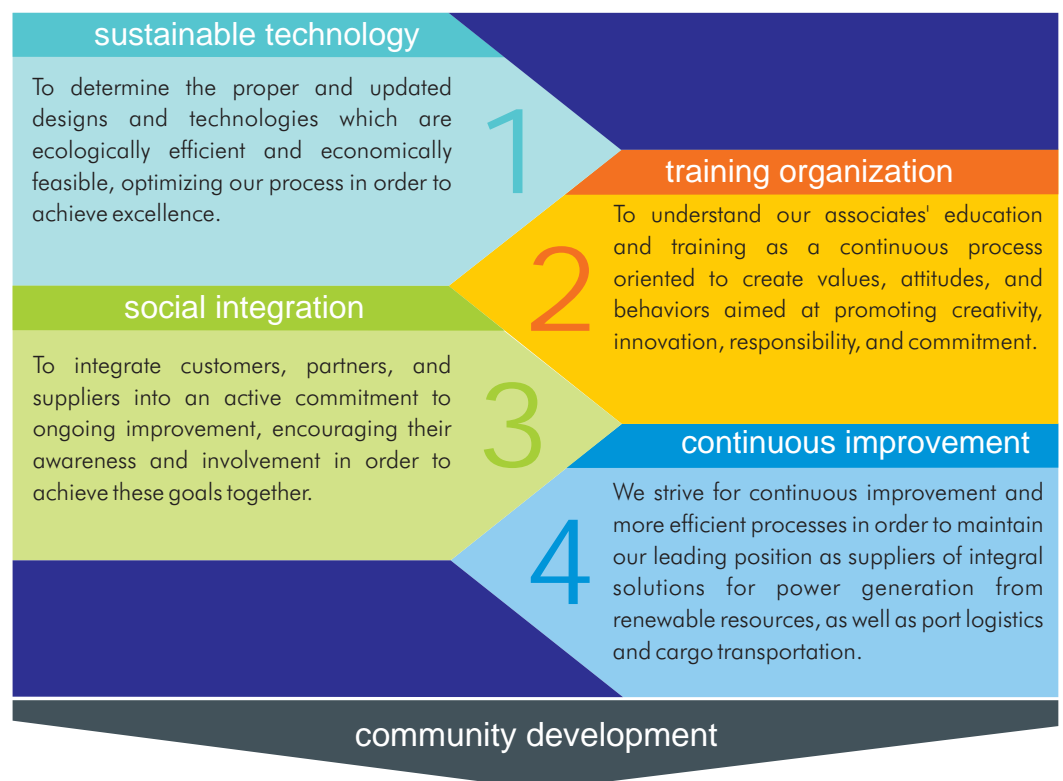 sustainable technology
To determine the proper and updated
designs and technologies which are
ecologically efficient and economically
feasible, optimizing our process in order to
achieve excellence.
1
training organization
To understand our associates' education
and training as a continuous process
oriented to create values, attitudes, and
behaviors aimed at promoting creativity,
innovation, responsibility, and commitment.
2
social integration
To integrate customers, partners, and
suppliers into an active commitment to
ongoing improvement, encouraging their
awareness and involvement in order to
achieve these goals together.
3
continuous improvement
We strive for continuous improvement and
more efficient processes in order to maintain
our leading position as suppliers of integral
solutions for power generation from
renewable resources, as well as port logistics
and cargo transportation.
4
community development